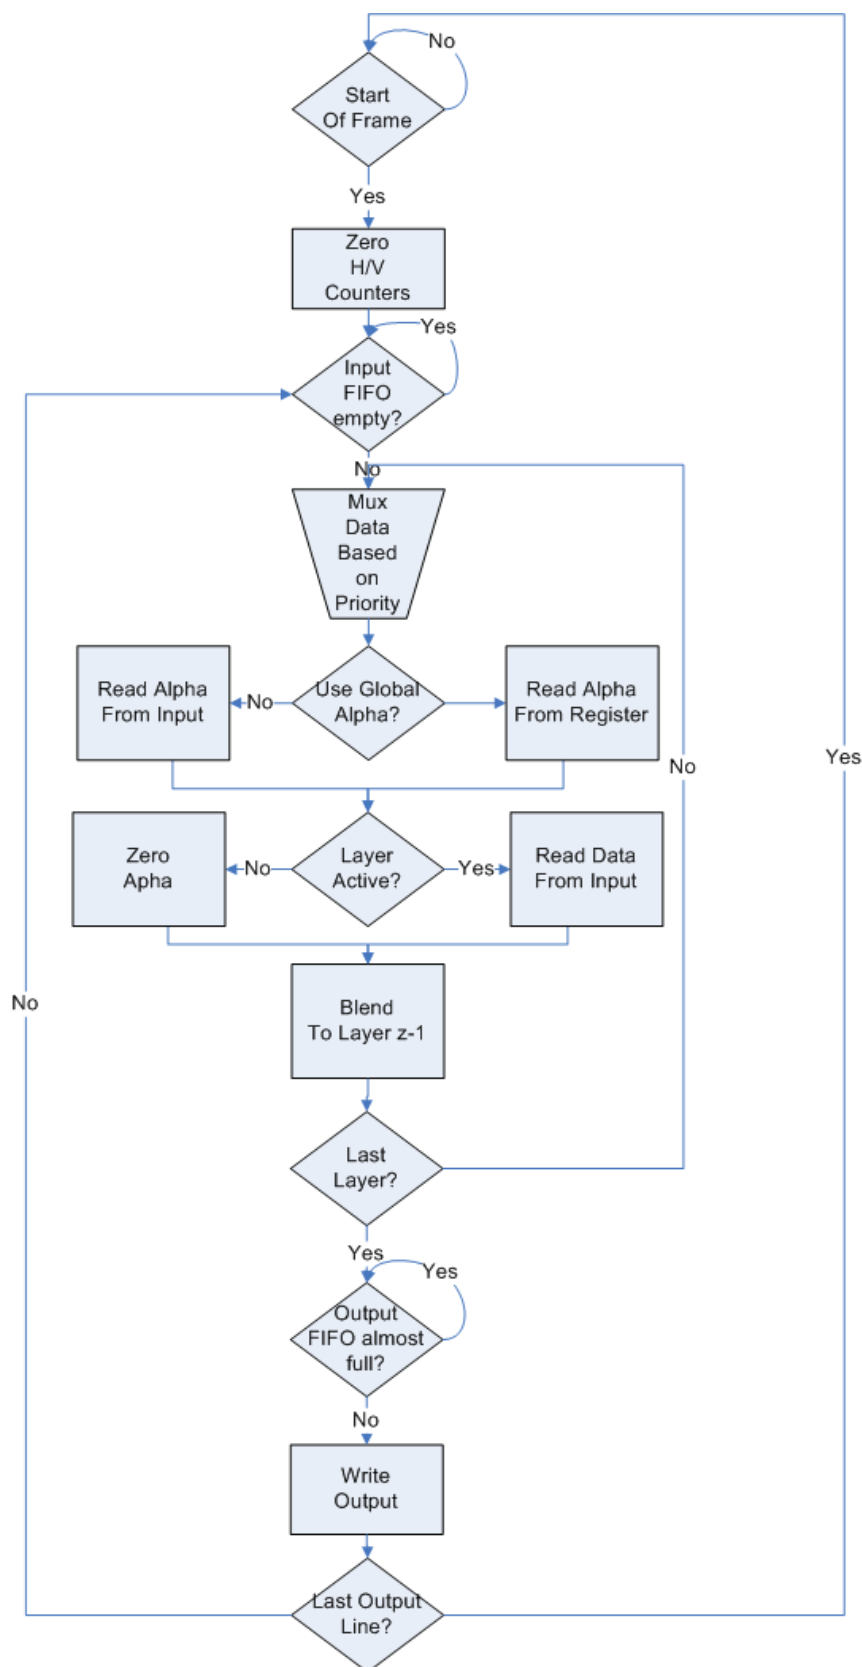 No
Start
Of Frame
Yes
Zero
H/V
Counters
Yes
Input
FIFO
empty?
No
Mux
Data
Based
on
Priority
Read Alpha
From Input
No
Use Global
Alpha?
Read Alpha
From Register
No
Yes
Zero
Apha
No
Layer
Active?
Yes
Read Data
From Input
No
Blend
To Layer z-1
Last
Layer?
Yes
Yes
Output
FIFO almost
full?
No
Write
Output
Last Output
Line?